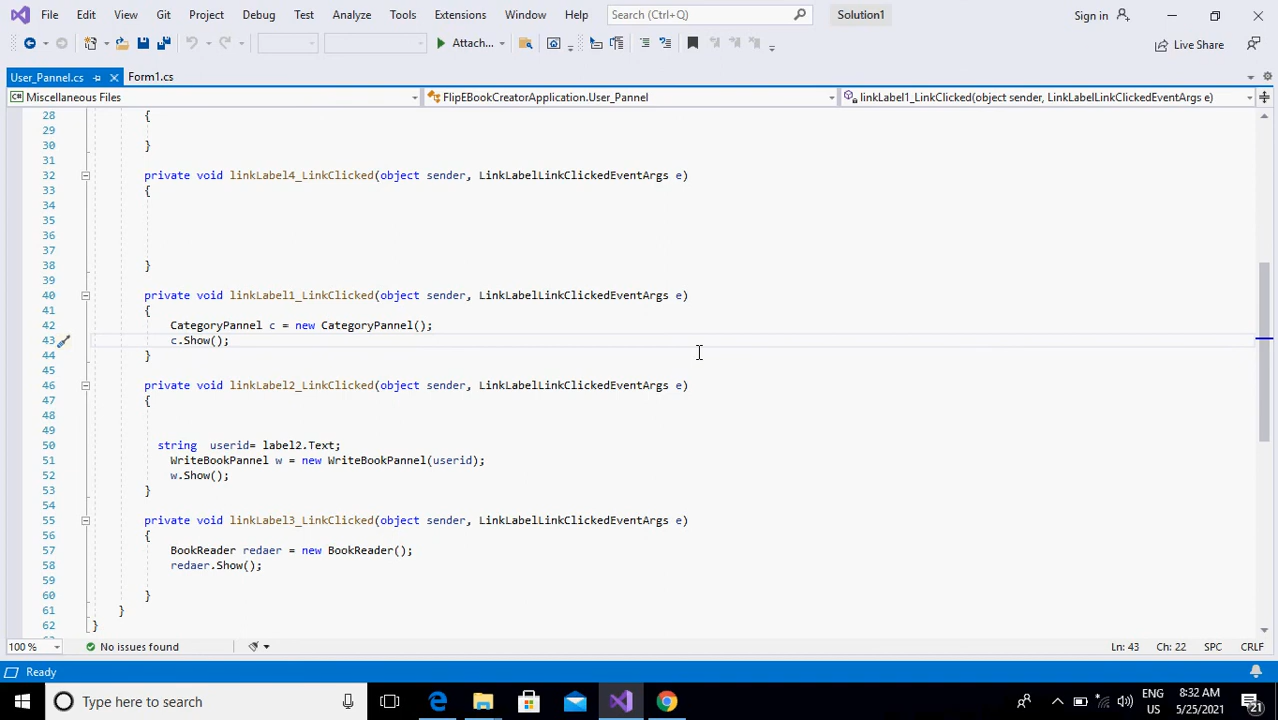 File Edit View Git Project Debug Test Analyze Tools Extensions Window Help Search (Ctrl+Q) Solution1 Sign in
Attach... Live Share
User_Pannel.cs Form1.cs
C# Miscellaneous Files FlipEBookCreatorApplication.User_Pannel linkLabel1_LinkClicked(object sender, LinkLabelLinkClickedEventArgs e)
28 {
29
30 }
31
32 private void linkLabel4_LinkClicked(object sender, LinkLabelLinkClickedEventArgs e)
33 {
34
35
36
37
38 }
39
40 private void linkLabel1_LinkClicked(object sender, LinkLabelLinkClickedEventArgs e)
41 {
42 CategoryPannel c = new CategoryPannel();
43 c.Show();
44 }
45
46 private void linkLabel2_LinkClicked(object sender, LinkLabelLinkClickedEventArgs e)
47 {
48
49
50 string userid= label2.Text;
51 WriteBookPannel w = new WriteBookPannel(userid);
52 w.Show();
53 }
54
55 private void linkLabel3_LinkClicked(object sender, LinkLabelLinkClickedEventArgs e)
56 {
57 BookReader redaer = new BookReader();
58 redaer.Show();
59
60 }
61 }
62 }
100 % No issues found Ln: 43 Ch: 22 SPC CRLF
Ready
Type here to search ENG US 8:32 AM 5/25/2021 21